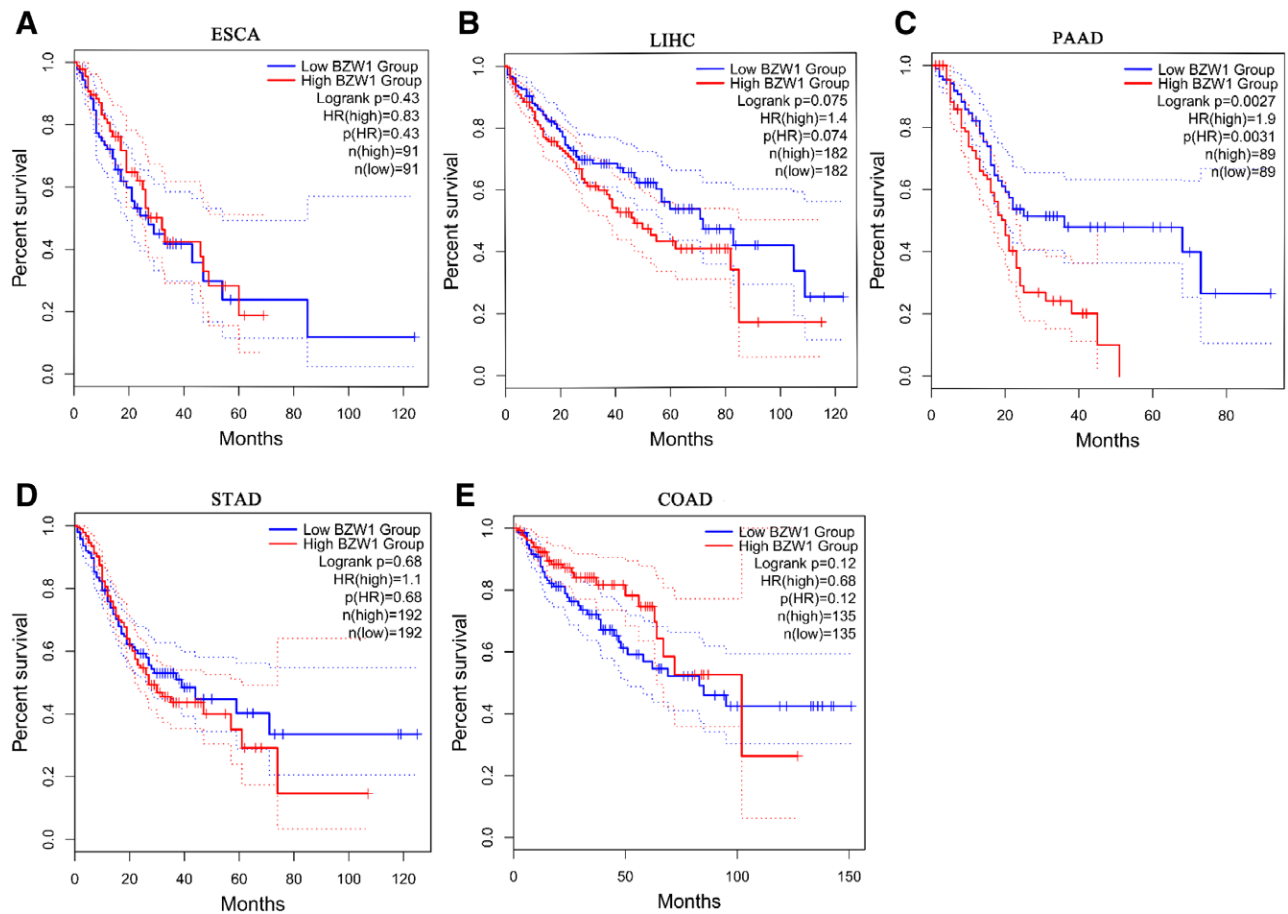 A
ESCA
Low BZW1 Group
High BZW1 Group
Logrank p=0.43
HR(high)=0.83
p(HR)=0.43
n(high)=91
n(low)=91
Percent survival
0.0 0.2 0.4 0.6 0.8 1.0
0 20 40 60 80 100 120
Months
B
LIHC
Low BZW1 Group
High BZW1 Group
Logrank p=0.075
HR(high)=1.4
p(HR)=0.074
n(high)=182
n(low)=182
Percent survival
0.0 0.2 0.4 0.6 0.8 1.0
0 20 40 60 80 100 120
Months
C
PAAD
Low BZW1 Group
High BZW1 Group
Logrank p=0.0027
HR(high)=1.9
p(HR)=0.0031
n(high)=89
n(low)=89
Percent survival
0.0 0.2 0.4 0.6 0.8 1.0
0 20 40 60 80
Months
D
STAD
Low BZW1 Group
High BZW1 Group
Logrank p=0.68
HR(high)=1.1
p(HR)=0.68
n(high)=192
n(low)=192
Percent survival
0.0 0.2 0.4 0.6 0.8 1.0
0 20 40 60 80 100 120
Months
E
COAD
Low BZW1 Group
High BZW1 Group
Logrank p=0.12
HR(high)=0.68
p(HR)=0.12
n(high)=135
n(low)=135
Percent survival
0.0 0.2 0.4 0.6 0.8 1.0
0 50 100 150
Months